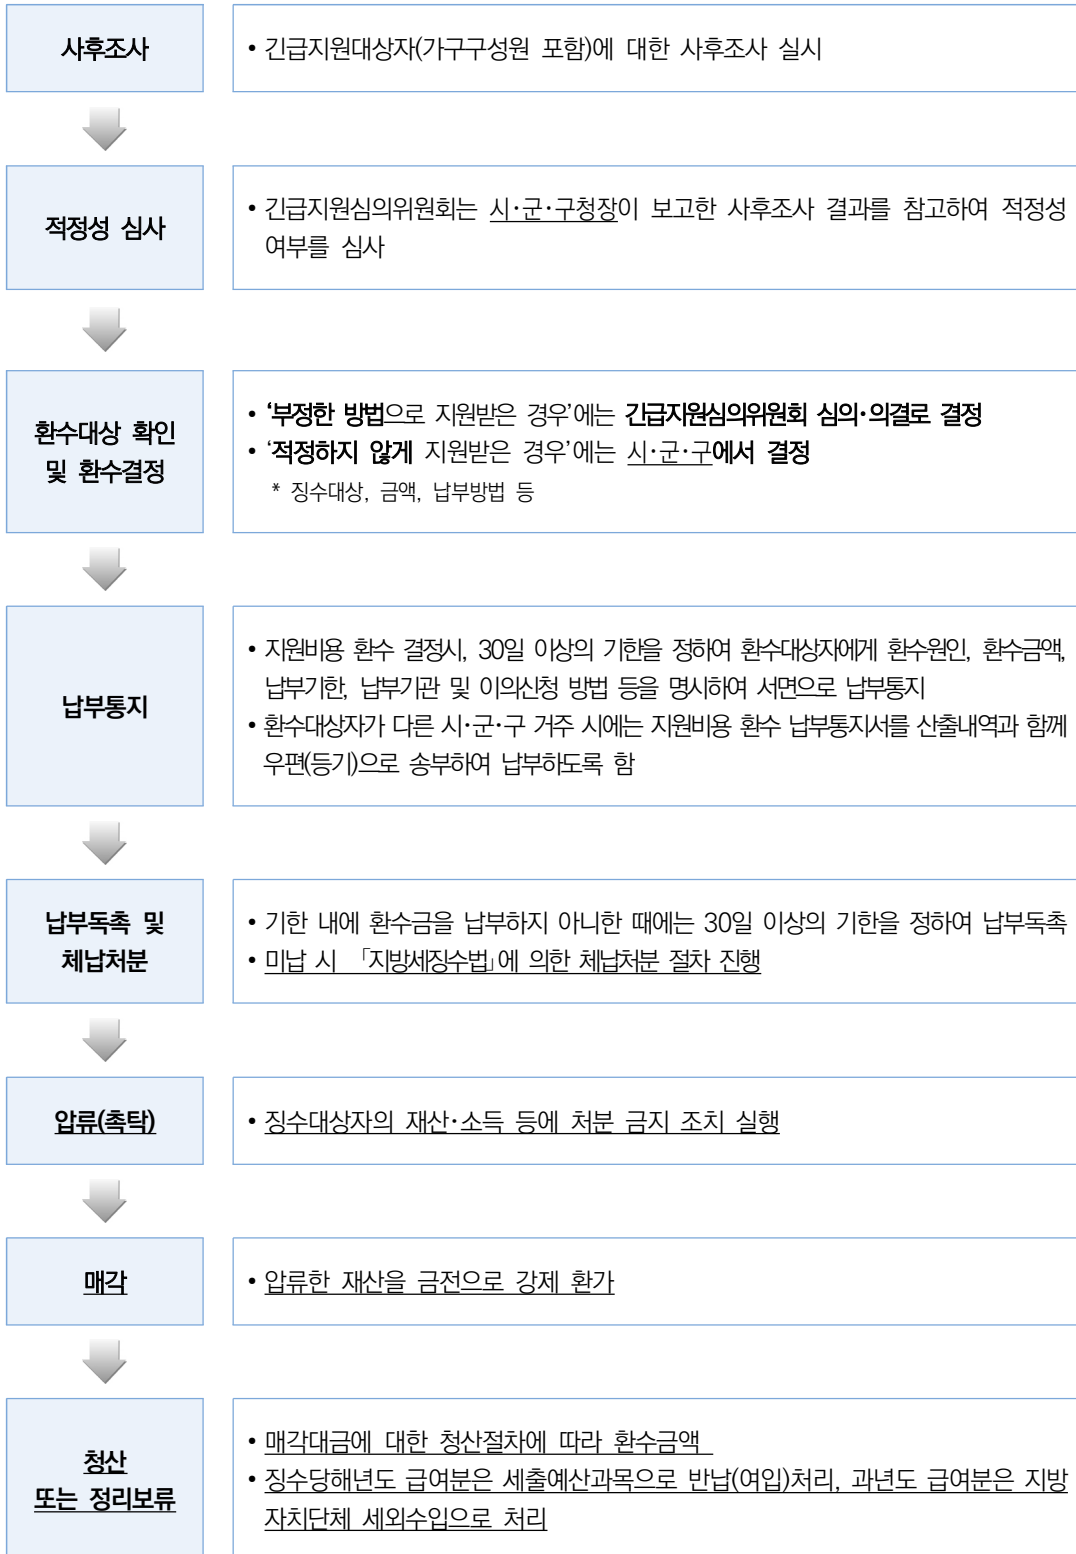 사후조사
• 긴급지원대상자(가구구성원 포함)에 대한 사후조사 실시
적정성 심사
• 긴급지원심의위원회는 시·군·구청장이 보고한 사후조사 결과를 참고하여 적정성
여부를 심사
환수대상 확인
및 환수결정
• ‘부정한 방법으로 지원받은 경우’에는 긴급지원심의위원회 심의·의결로 결정
• ‘적정하지 않게 지원받은 경우’에는 시·군·구에서 결정
* 징수대상, 금액, 납부방법 등
납부통지
• 지원비용 환수 결정시, 30일 이상의 기한을 정하여 환수대상자에게 환수원인, 환수금액,
납부기한, 납부기관 및 이의신청 방법 등을 명시하여 서면으로 납부통지
• 환수대상자가 다른 시·군·구 거주 시에는 지원비용 환수 납부통지서를 산출내역과 함께
우편(등기)으로 송부하여 납부하도록 함
납부독촉 및
체납처분
• 기한 내에 환수금을 납부하지 아니한 때에는 30일 이상의 기한을 정하여 납부독촉
• 미납 시 「지방세징수법」에 의한 체납처분 절차 진행
압류(촉탁)
• 징수대상자의 재산·소득 등에 처분 금지 조치 실행
매각
• 압류한 재산을 금전으로 강제 환가
청산
또는 정리보류
• 매각대금에 대한 청산절차에 따라 환수금액
• 징수당해년도 급여분은 세출예산과목으로 반납(여입)처리, 과년도 급여분은 지방
자치단체 세외수입으로 처리